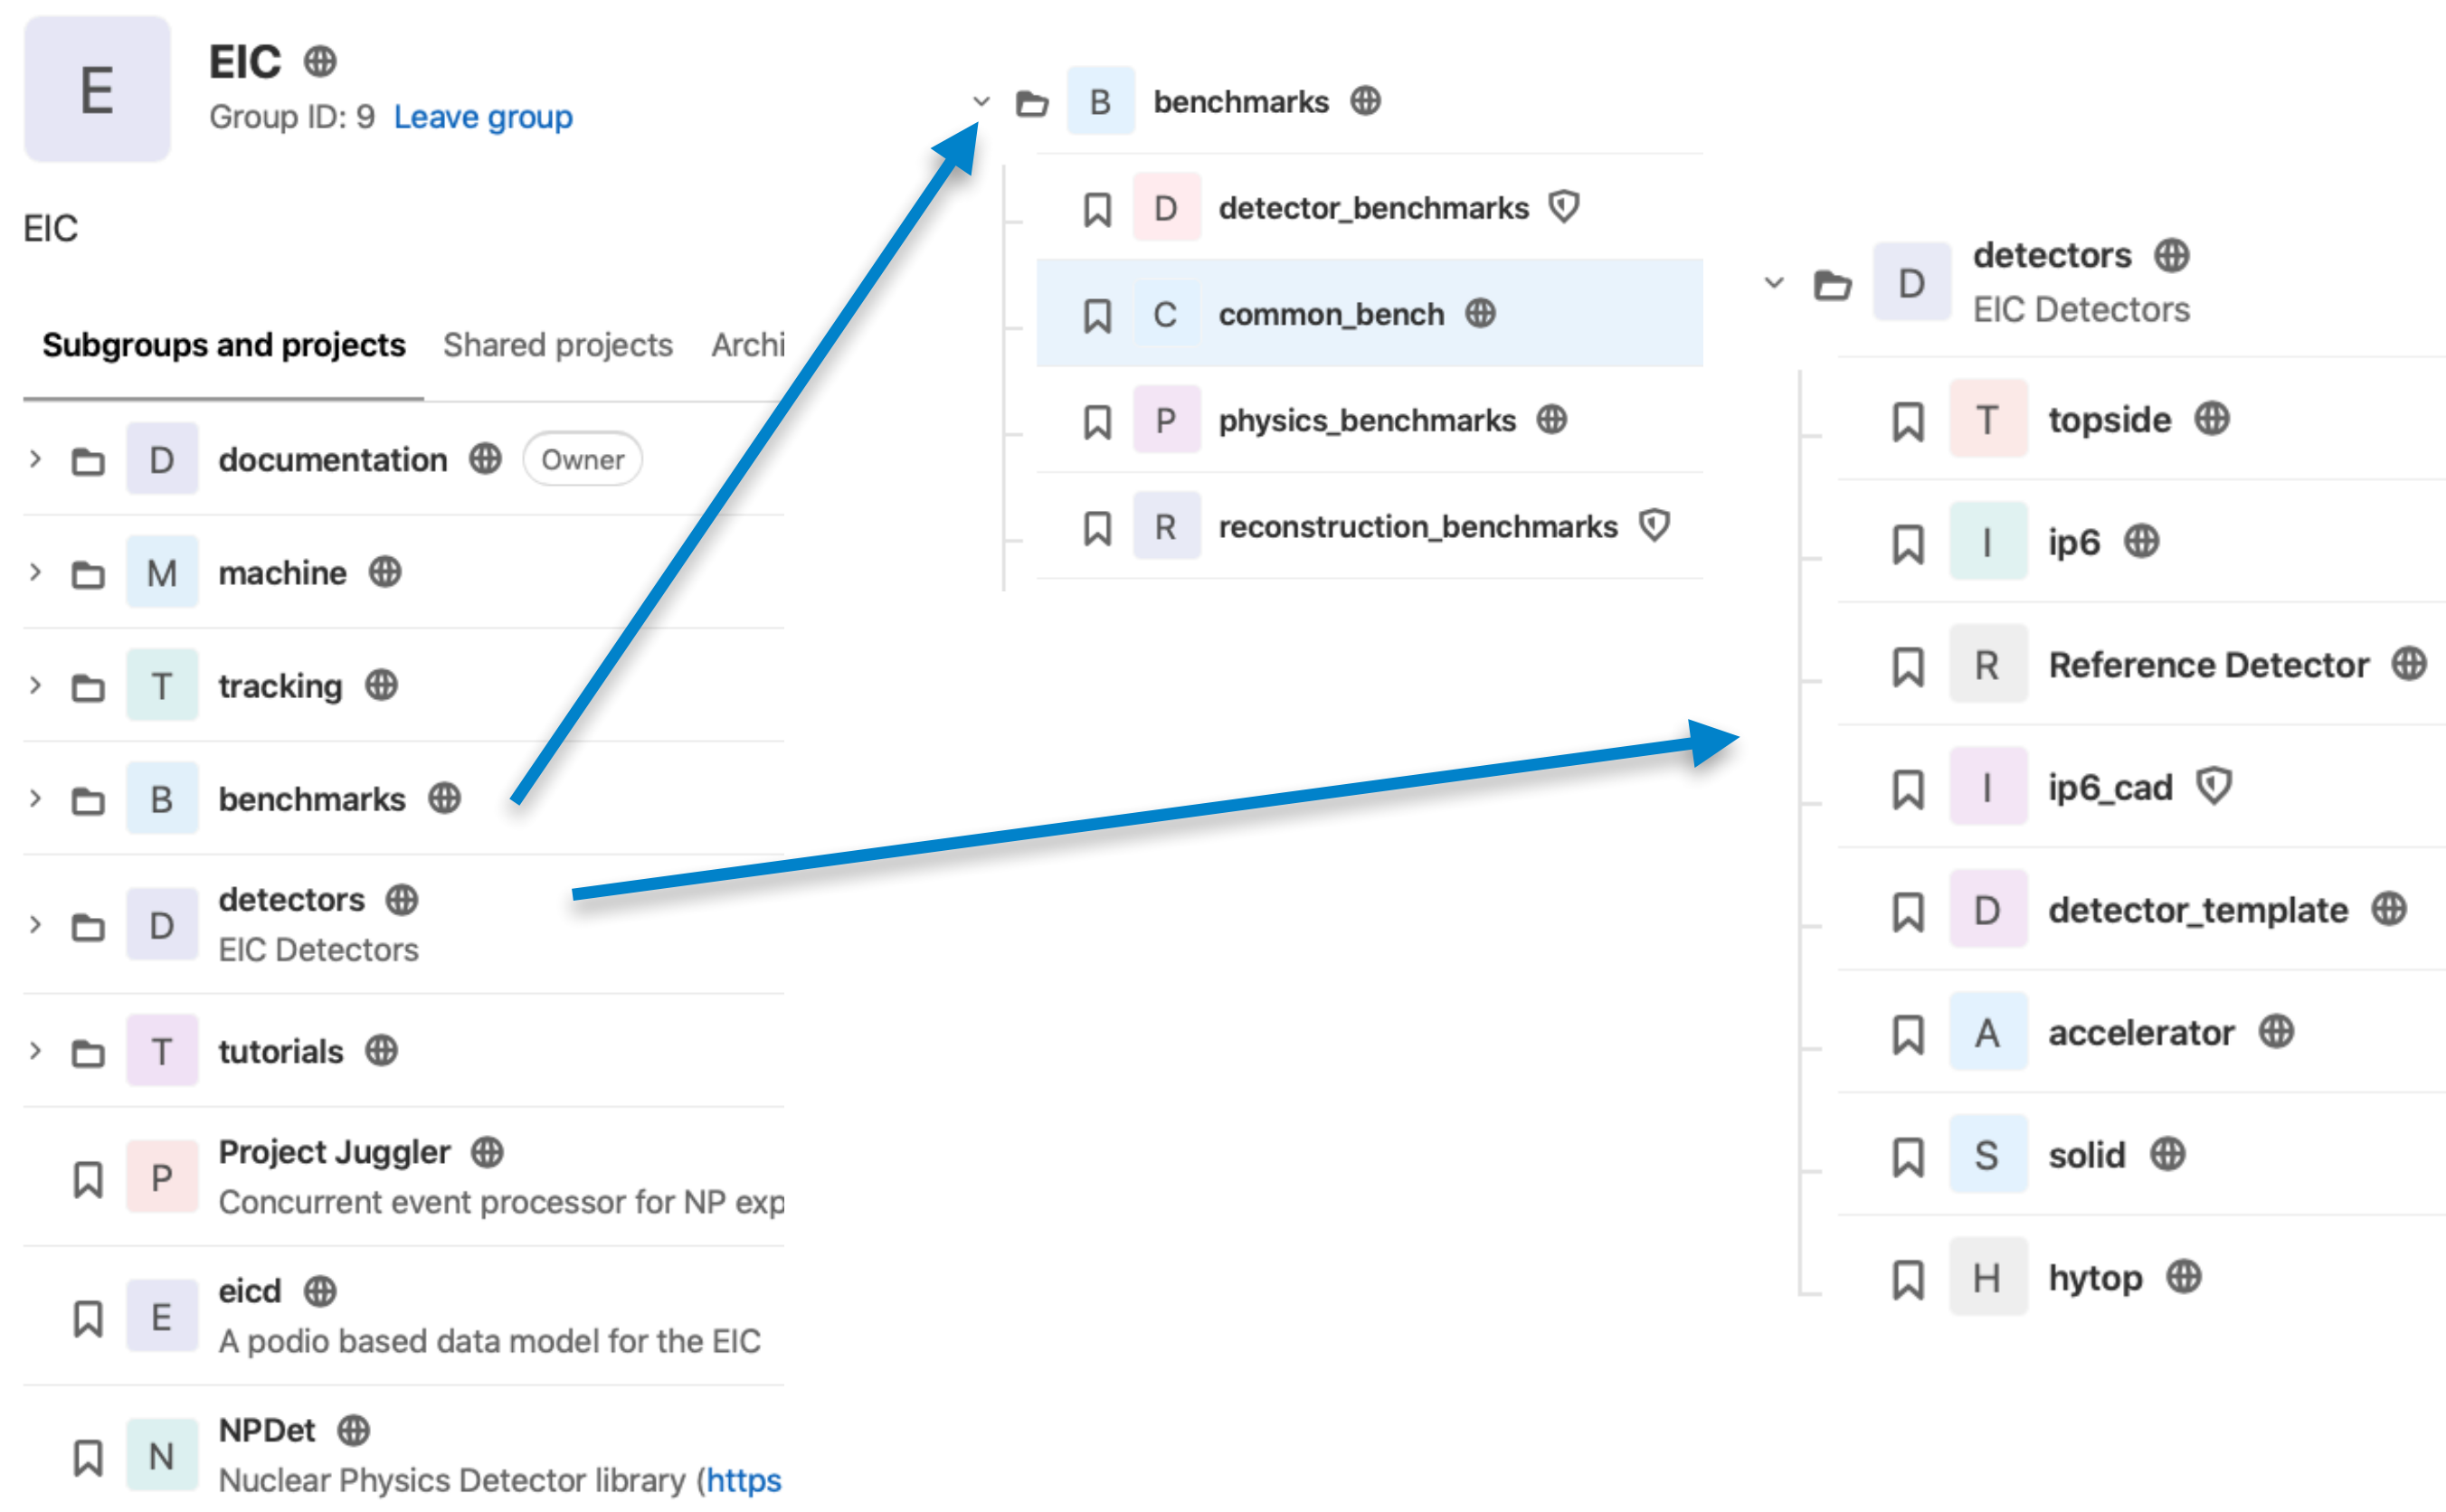 E
EIC
Group ID: 9 Leave group
EIC
Subgroups and projects Shared projects Archi
D documentation Owner
M machine
T tracking
B benchmarks
D detectors
EIC Detectors
T tutorials
P Project Juggler
Concurrent event processor for NP exp
E eicd
A podio based data model for the EIC
N NPDet
Nuclear Physics Detector library (https
B benchmarks
D detector_benchmarks
C common_bench
P physics_benchmarks
R reconstruction_benchmarks
D detectors
EIC Detectors
T topside
I ip6
R Reference Detector
I ip6_cad
D detector_template
A accelerator
S solid
H hytop